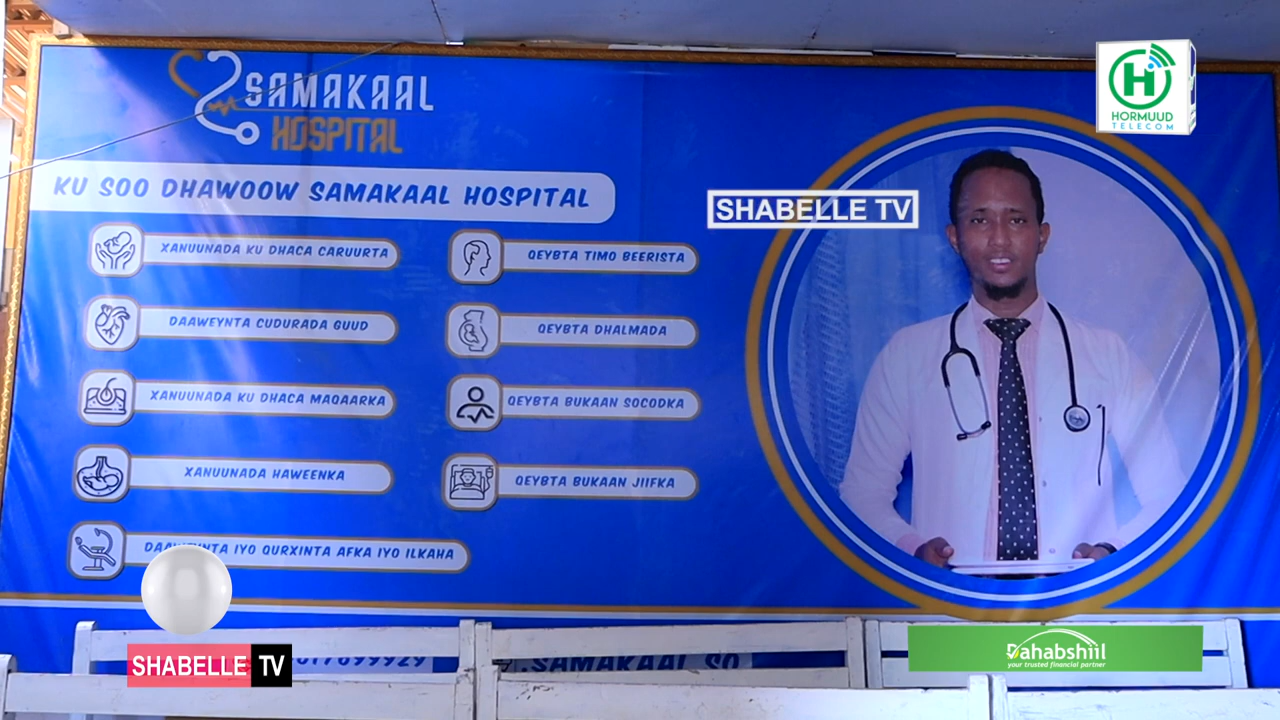 SAMAKAAL
HOSPITAL
KU SOO DHAWOOW SAMAKAAL HOSPITAL
XANUUNADA KU DHACA CARUURTA
DAAWEYNTA CUDURADA GUUD
XANUUNADA KU DHACA MAQAARKA
XANUUNADA HAWEENKA
IYO QURXINTA AFKA IYO ILKAHA
QEYBTA TIMO BEERISTA
QEYBTA DHALMADA
QEYBTA BUKAAN SOCODKA
QEYBTA BUKAAN JIIFKA
SHABELLE TV
HORMUUD
TELECOM
SAMAKAAL SO
SHABELLE TV
Dahabshiil
your trusted financial partner